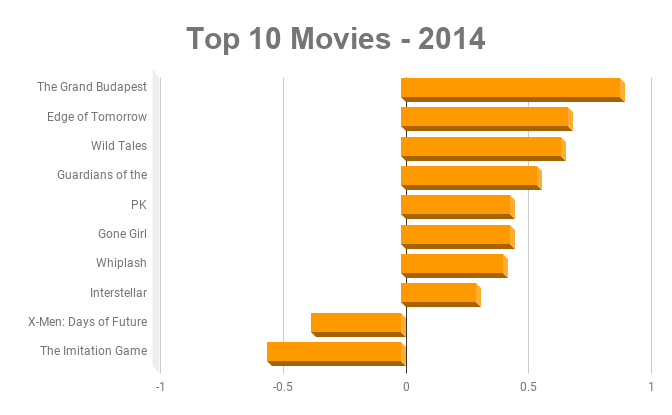 Top 10 Movies - 2014
The Grand Budapest
Edge of Tomorrow
Wild Tales
Guardians of the
PK
Gone Girl
Whiplash
Interstellar
X-Men: Days of Future
The Imitation Game
-1 -0.5 0 0.5 1